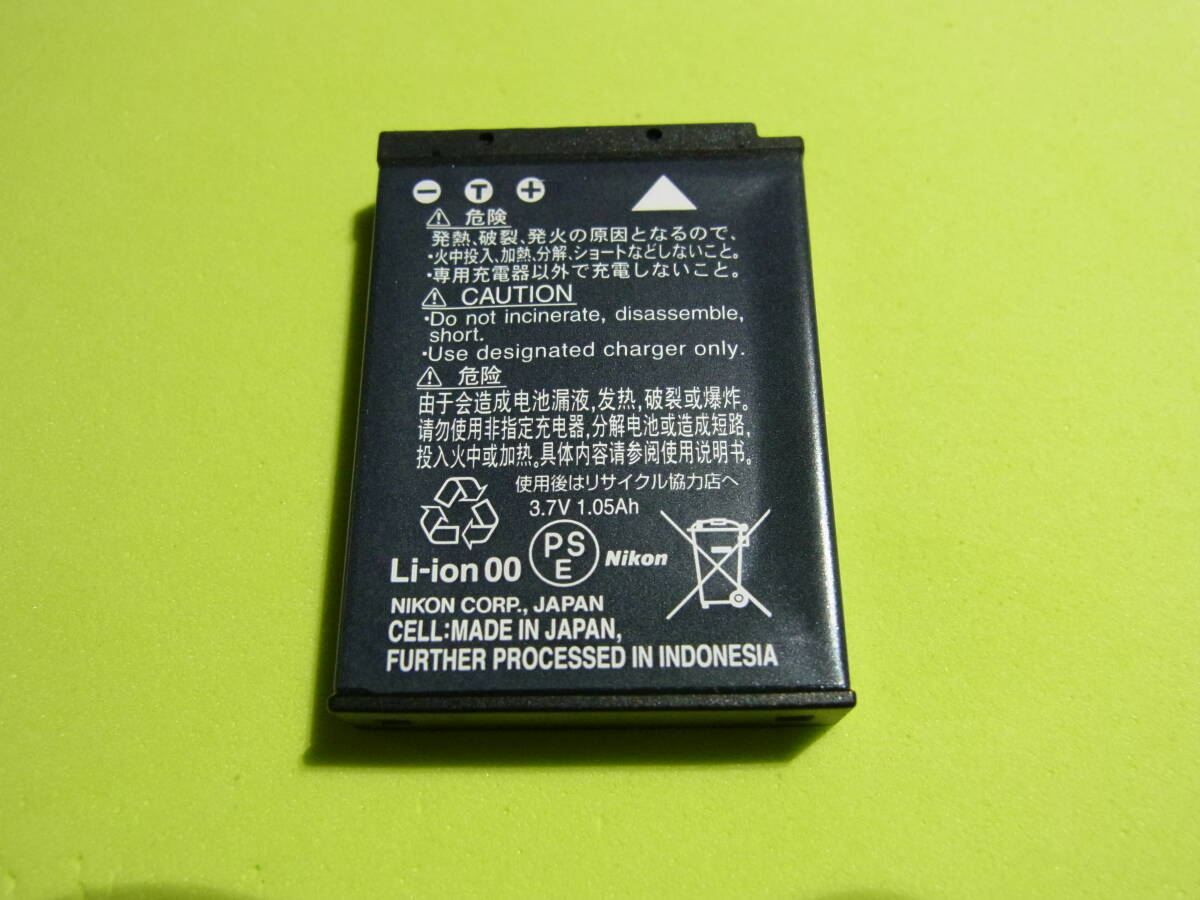 - T +
⚠ 危険
発熱、破裂、発火の原因となるので、
・火中投入、加熱、分解、ショートなどしないこと。
・専用充電器以外で充電しないこと。
⚠ CAUTION
・Do not incinerate, disassemble,
short.
・Use designated charger only.
⚠ 危险
由于会造成电池漏液,发热,破裂或爆炸。
请勿使用非指定充电器,分解电池或造成短路,
投入火中或加热。具体内容请参阅使用说明书。
使用後はリサイクル協力店へ
3.7V 1.05Ah
Li-ion 00
PS
E
Nikon
NIKON CORP., JAPAN
CELL:MADE IN JAPAN,
FURTHER PROCESSED IN INDONESIA